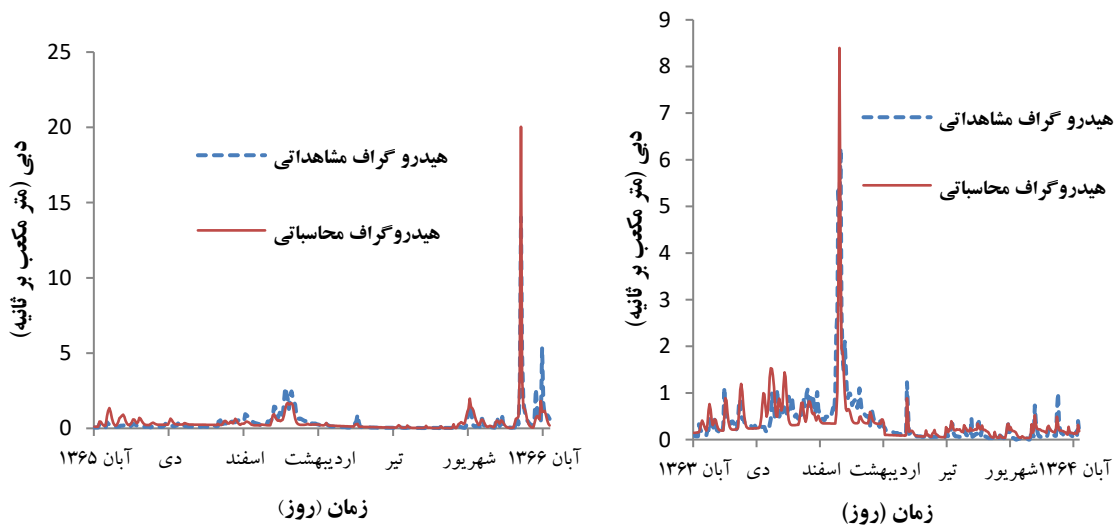 25
20
15
10
5
0
دبی (متر مکعب بر ثانیه)
هیدرو گراف مشاهداتی
هیدروگراف محاسباتی
آبان ۱۳۶۵ دی اسفند اردیبهشت تیر شهریور آبان ۱۳۶۶
زمان (روز)
9
8
7
6
5
4
3
2
1
0
دبی (متر مکعب بر ثانیه)
هیدرو گراف مشاهداتی
هیدروگراف محاسباتی
آبان ۱۳۶۳ دی اسفند اردیبهشت تیر شهریور آبان ۱۳۶۴
زمان (روز)